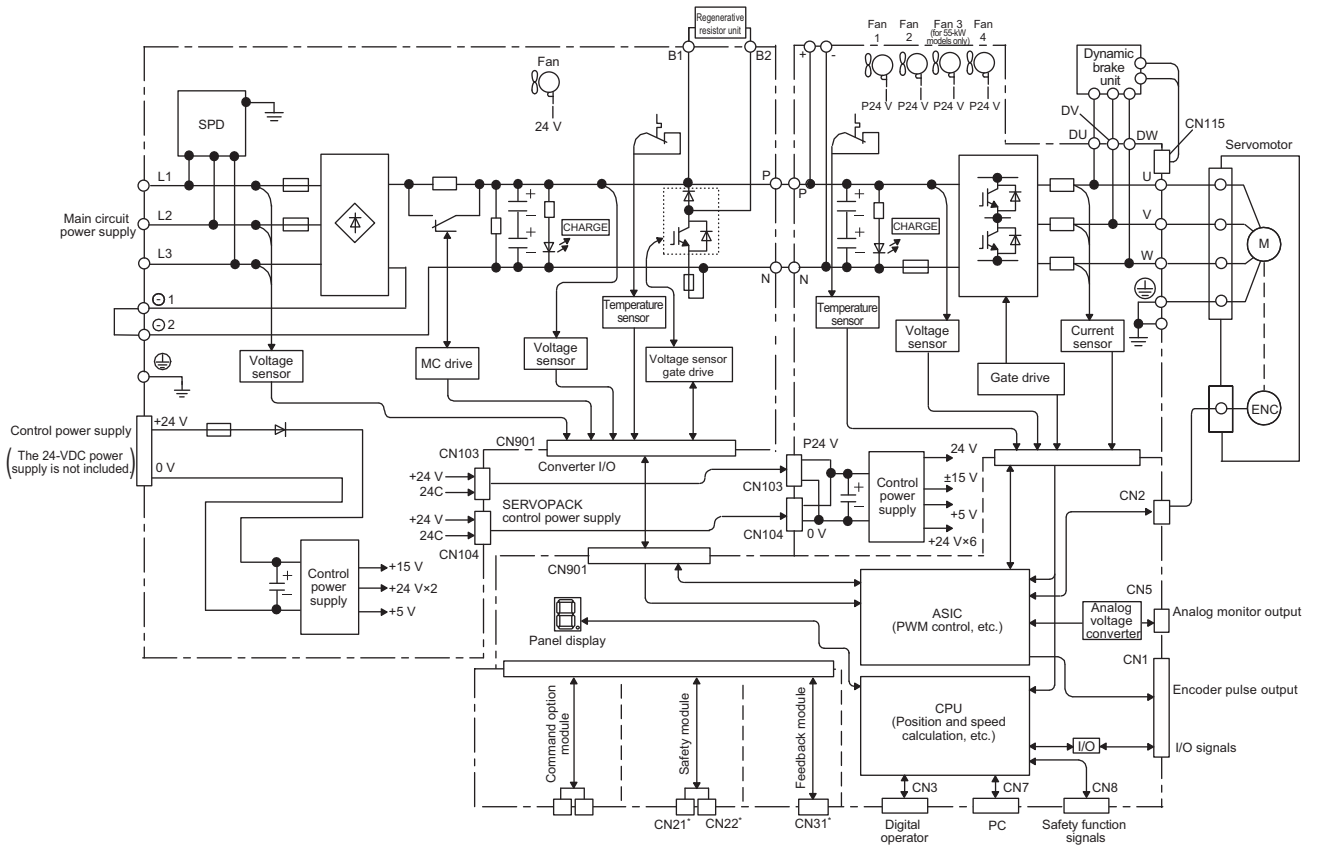 Regenerative
resistor unit
B1
B2
Fan
24 V
+
-
Fan
1
Fan
2
Fan 3
(for 55-kW
models only)
Fan
4
P24 V
P24 V
P24 V
P24 V
Dynamic
brake
unit
DV
DU
DW
CN115
Servomotor
SPD
Main circuit
power supply
L1
L2
L3
⊖ 1
⊖ 2
P
P
N
N
+
−
+
−
CHARGE
+
−
+
−
CHARGE
U
V
W
M
ENC
Voltage
sensor
MC drive
Voltage
sensor
Temperature
sensor
Voltage sensor
gate drive
Temperature
sensor
Voltage
sensor
Gate drive
Current
sensor
Control power supply
(The 24-VDC power
supply is not included.)
+24 V
0 V
CN901
Converter I/O
CN103
+24 V
24C
+24 V
24C
CN104
SERVOPACK
control power supply
P24 V
CN103
CN104
0 V
+
−
Control
power
supply
24 V
±15 V
+5 V
+24 V×6
CN2
+
−
Control
power
supply
+15 V
+24 V×2
+5 V
CN901
Panel display
ASIC
(PWM control, etc.)
CN5
Analog
voltage
converter
Analog monitor output
CN1
Encoder pulse output
CPU
(Position and speed
calculation, etc.)
I/O
I/O signals
Command option
module
Safety module
Feedback module
CN21*
CN22*
CN31*
CN3
CN7
CN8
Digital
operator
PC
Safety function
signals